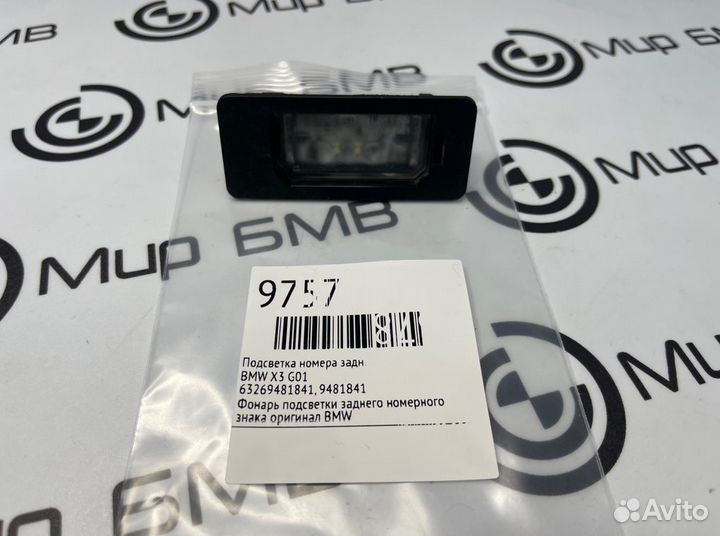 Мир БМВ
Мир БМВ
Мир БМВ
Мир БМВ
9757
84
Подсветка номера задн
BMW X3 G01
63269481841, 9481841
Фонарь подсветки заднего номерного
знака оригинал BMW
Avito